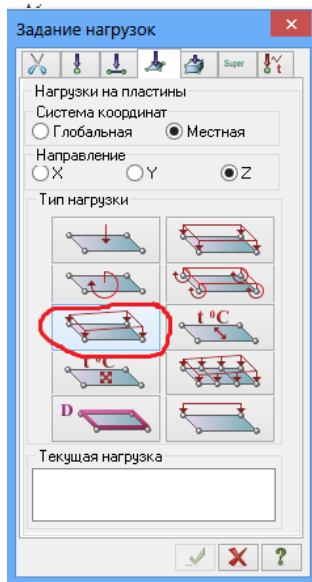 Задание нагрузок
Super
t
Нагрузки на пластины
Система координат
Глобальная Местная
Направление
X Y Z
Тип нагрузки
t °C
t °C
D
Текущая нагрузка
?